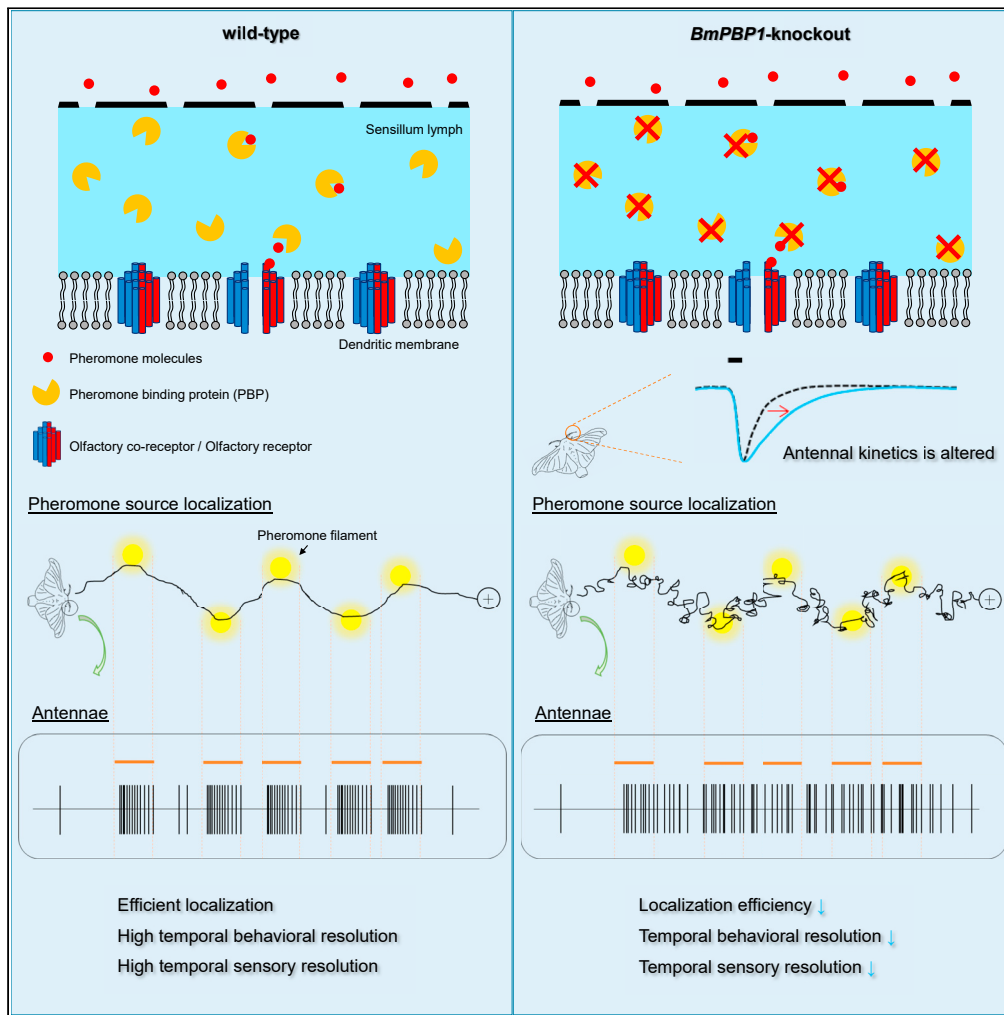 wild-type
Sensillum lymph
Dendritic membrane
Pheromone molecules
Pheromone binding protein (PBP)
Olfactory co-receptor / Olfactory receptor
Pheromone source localization
Pheromone filament
Antennae
Efficient localization
High temporal behavioral resolution
High temporal sensory resolution
BmPBP1-knockout
Antennal kinetics is altered
Pheromone source localization
Antennae
Localization efficiency ↓
Temporal behavioral resolution ↓
Temporal sensory resolution ↓